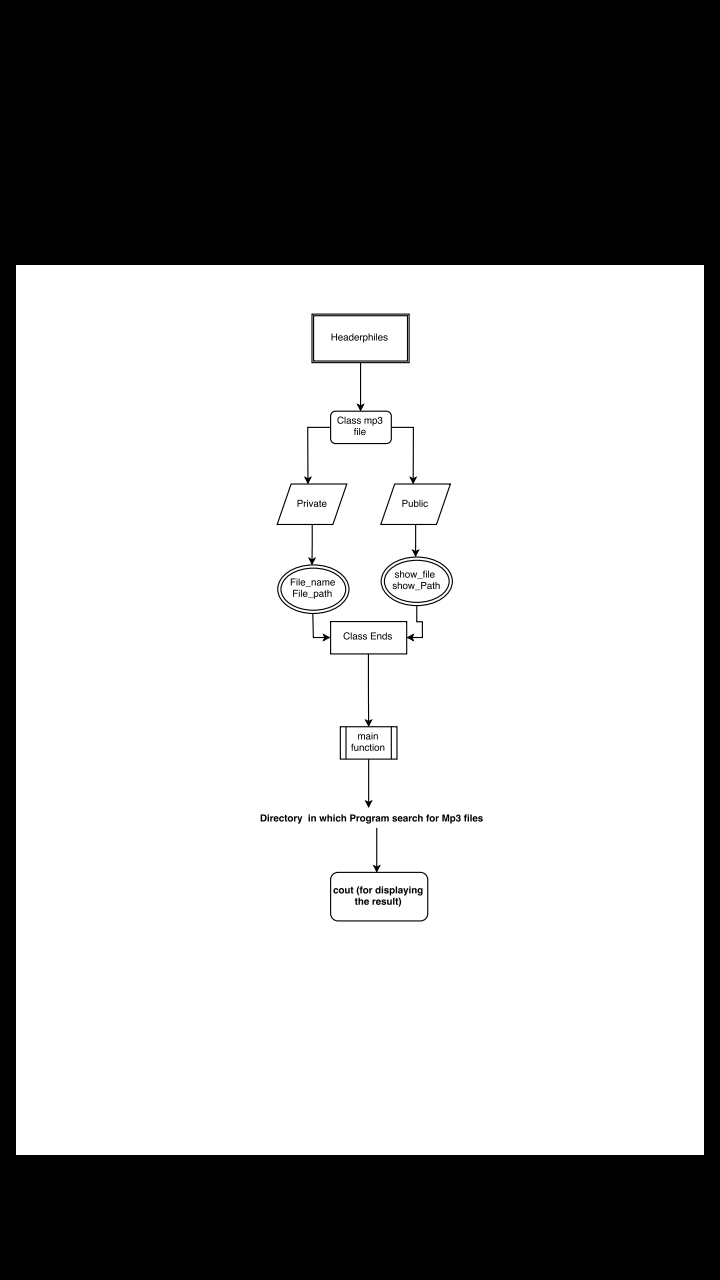 Headerphiles
Class mp3
file
Private
Public
File_name
File_path
show_file
show_Path
Class Ends
main
function
Directory  in which Program search for Mp3 files
cout (for displaying
the result)